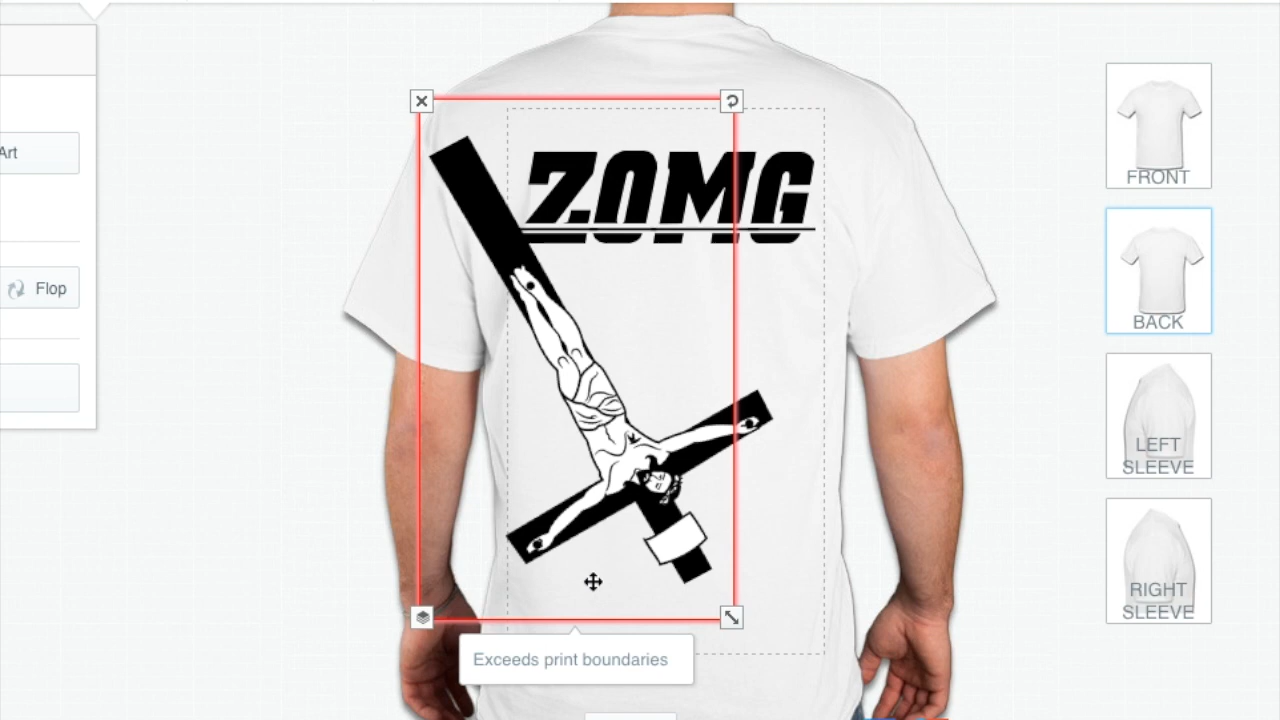 Art
Flop
ZOMG
Exceeds print boundaries
FRONT
BACK
LEFT
SLEEVE
RIGHT
SLEEVE